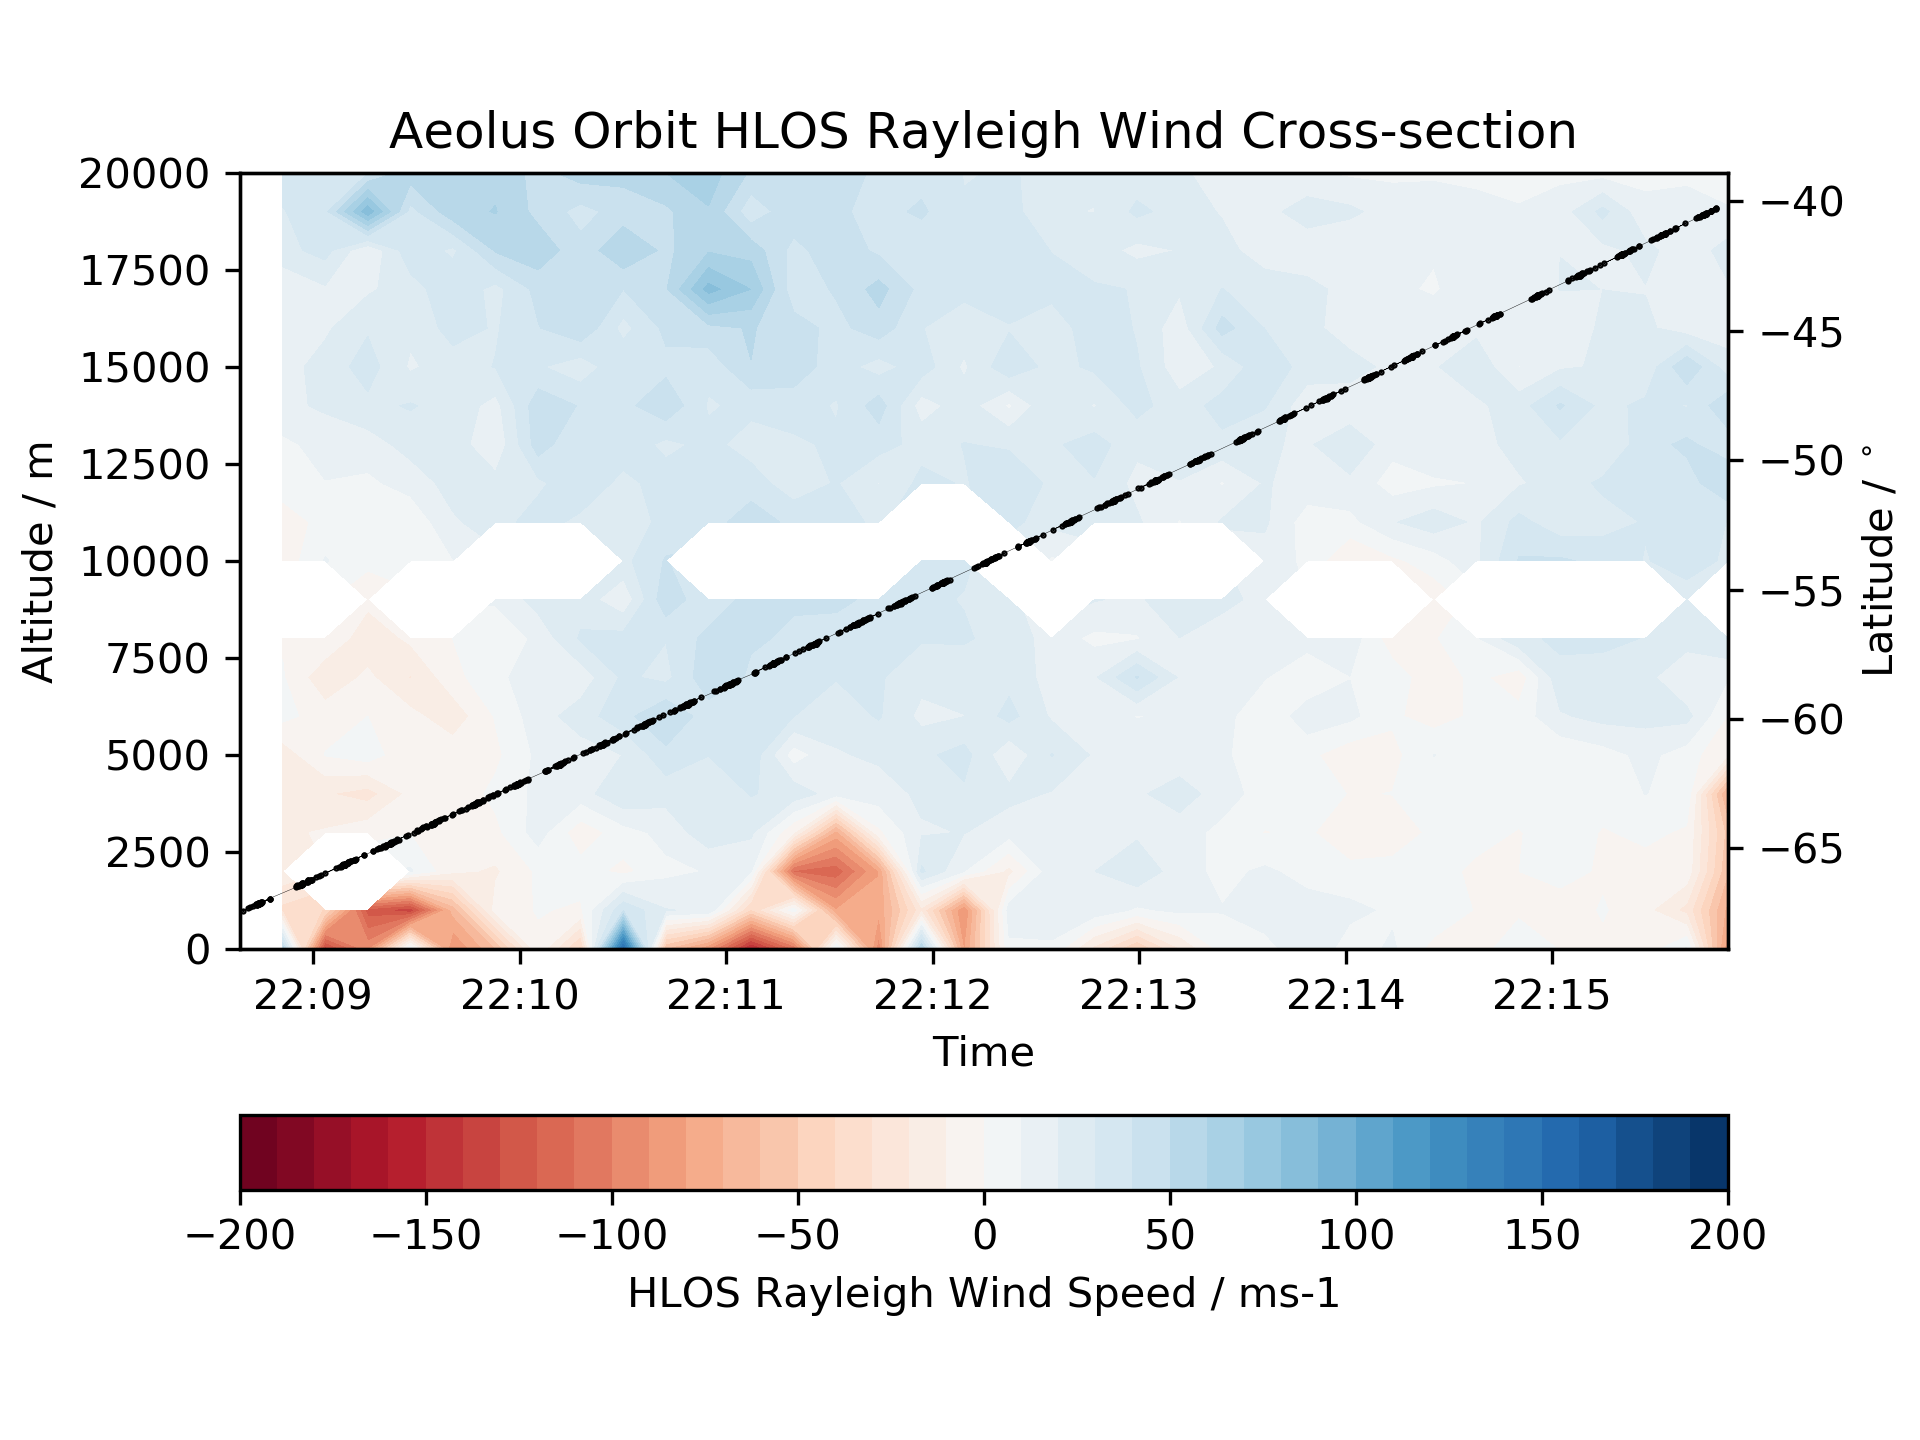 Aeolus Orbit HLOS Rayleigh Wind Cross-section
20000
17500
15000
12500
10000
7500
5000
2500
0
Altitude / m
−40
−45
−50
−55
−60
−65
Latitude / °
22:09 22:10 22:11 22:12 22:13 22:14 22:15
Time
−200 −150 −100 −50 0 50 100 150 200
HLOS Rayleigh Wind Speed / ms-1